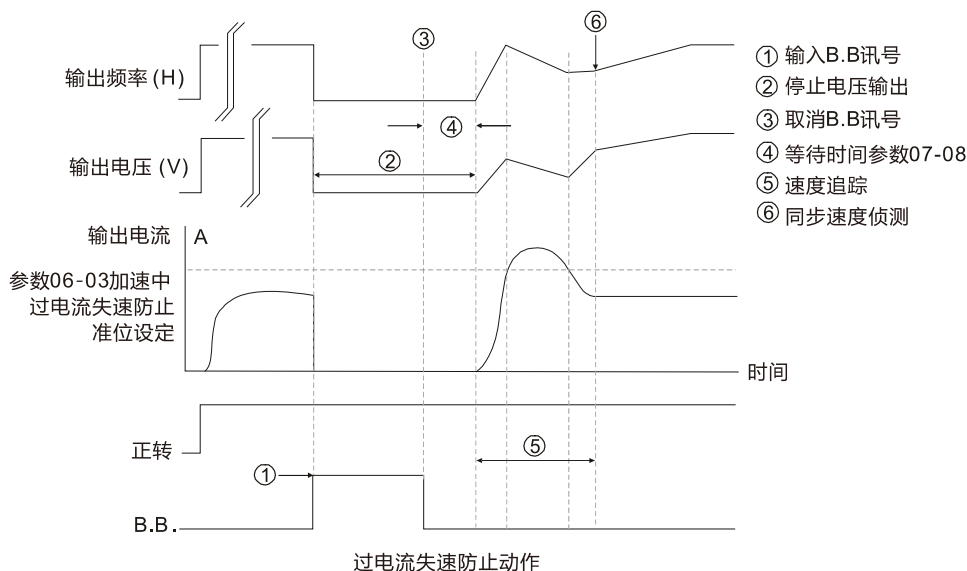 ⑥
③
输出频率 (H)
④
② 
输出电压 (V)
① 输入B.B讯号
② 停止电压输出
③ 取消B.B讯号
④ 等待时间参数07-08
⑤ 速度追踪
⑥ 同步速度侦测
输出电流 A
参数06-03加速中
过电流失速防止
准位设定
时间
正转
⑤
①
B.B.
过电流失速防止动作